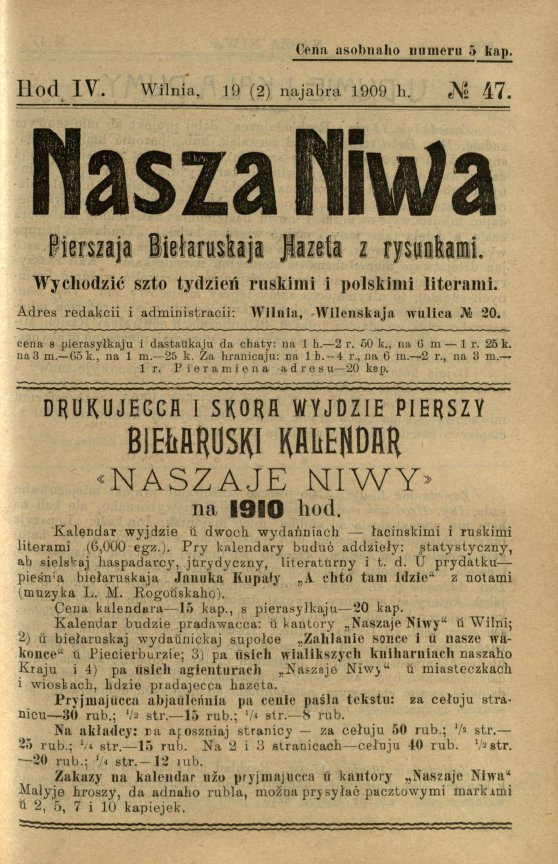 Cena asobnaho numeru 5 kap.
Hod IV. Wilnia, 19 (2) najabra 1909 h. № 47.
Nasza Niwa
Pierszaja Biełaruskaja Hazeta z rysunkami.
Wychodzić szto tydzień ruskimi i polskimi literami.
Adres redakcii i administracii: Wilnia, Wilenskaja wulica № 20.
cena s pierasyłkaju i dastaŭkaju da chaty: na 1 h.—2 r. 50 k., na 6 m — 1 r. 25 k.
na 3 m.—65 k., na 1 m.—25 k. Za hranicaju: na 1 h.—4 r., na 6 m.—2 r., na 3 m.—
1 r. Pieramiena adresu—20 kap.
DRUKUJECCA I SKORA WYJDZIE PIERSZY
BIEŁARUSKI KALENDAR
«NASZAJE NIWY»
na 1910 hod.
Kalendar wyjdzie ŭ dwoch wydańniach — łacinskimi i ruskimi
literami (6,000 egz.). Pry kalendary buduć addzieły: statystyczny,
ab sielskaj haspadarcy, jurydyczny, literaturny i t. d. U prydatku—
pieśnia biełaruskaja Januka Kupały „A chto tam idzie“ z notami
(muzyka L. M. Rogoŭskaho).
Cena kalendara—15 kap., s pierasyłkaju—20 kap.
Kalendar budzie pradawacca: ŭ kantory „Naszaje Niwy“ ŭ Wilni;
2) ŭ biełaruskaj wydaŭnickaj supołce „Zahlanie sonce i ŭ nasze wa-
konce“ ŭ Piecierburzie; 3) pa ŭsich wialikszych kniharniach naszaho
Kraju i 4) pa ŭsich agienturach „Naszaje Niwy“ ŭ miasteczkach
i wioskach, hdzie pradajecca hazeta.
Pryjmajucca abjaŭleńnia pa cenie paśla tekstu: za cełuju stra-
nicu—30 rub.; ½ str.—15 rub.; ¼ str.—8 rub.
Na akładcy: na aposzniaj stranicy — za cełuju 50 rub.; ½ str.—
25 rub.; ¼ str.—15 rub. Na 2 i 3 stranicach—cełuju 40 rub. ½ str.
—20 rub.; ¼ str.—12 rub.
Zakazy na kalendar użo pryjmajucca ŭ kantory „Naszaje Niwa“
Małyje hroszy, da adnaho rubla, można prysyłać pacztowymi markami
ŭ 2, 5, 7 i 10 kapiejek.